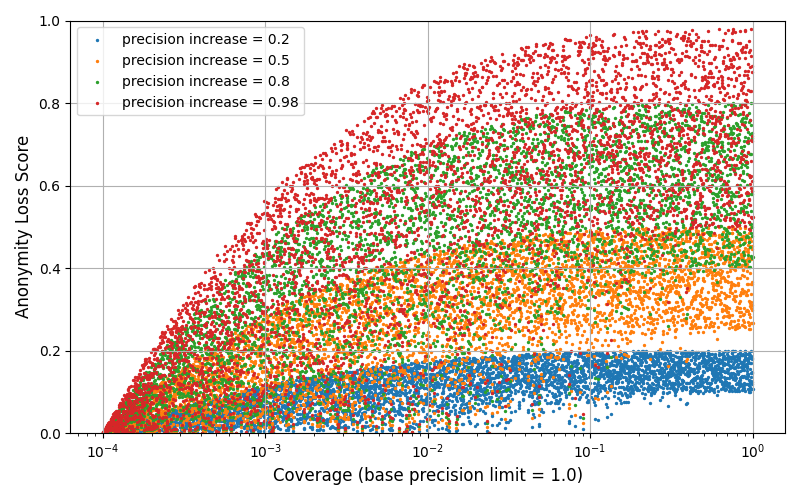 precision increase = 0.2
precision increase = 0.5
precision increase = 0.8
precision increase = 0.98
Anonymity Loss Score
1.0
0.8
0.6
0.4
0.2
0.0
10⁻⁴ 10⁻³ 10⁻² 10⁻¹ 10⁰
Coverage (base precision limit = 1.0)